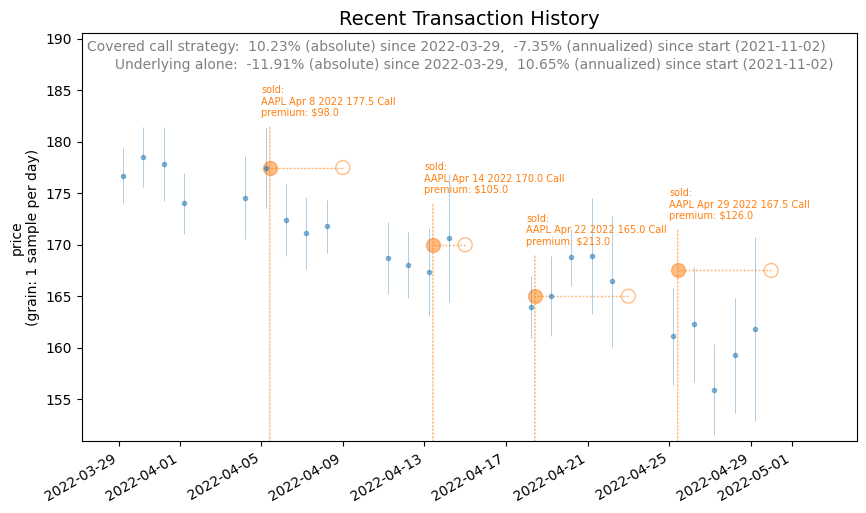 Recent Transaction History
Covered call strategy:  10.23% (absolute) since 2022-03-29,  -7.35% (annualized) since start (2021-11-02)
Underlying alone:  -11.91% (absolute) since 2022-03-29,  10.65% (annualized) since start (2021-11-02)
190
185
180
175
170
165
160
155
price
(grain: 1 sample per day)
sold:
AAPL Apr 8 2022 177.5 Call
premium: $98.0
sold:
AAPL Apr 14 2022 170.0 Call
premium: $105.0
sold:
AAPL Apr 22 2022 165.0 Call
premium: $213.0
sold:
AAPL Apr 29 2022 167.5 Call
premium: $126.0
2022-03-29
2022-04-01
2022-04-05
2022-04-09
2022-04-13
2022-04-17
2022-04-21
2022-04-25
2022-04-29
2022-05-01